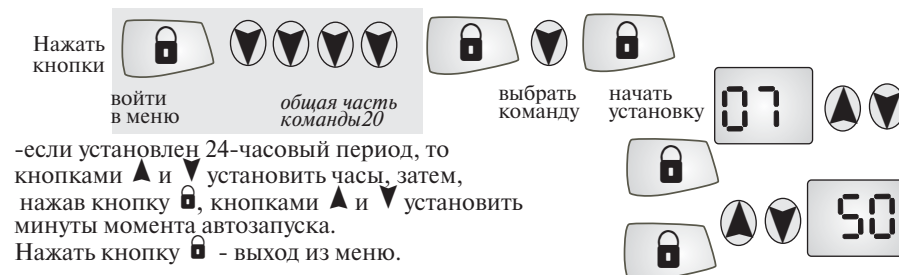 Нажать
кнопки
войти
в меню
общая часть
команды20
выбрать
команду
начать
установку
07
-если установлен 24-часовый период, то
кнопками ▲ и ▼ установить часы, затем,
нажав кнопку , кнопками ▲ и ▼ установить
минуты момента автозапуска.
Нажать кнопку - выход из меню.
50